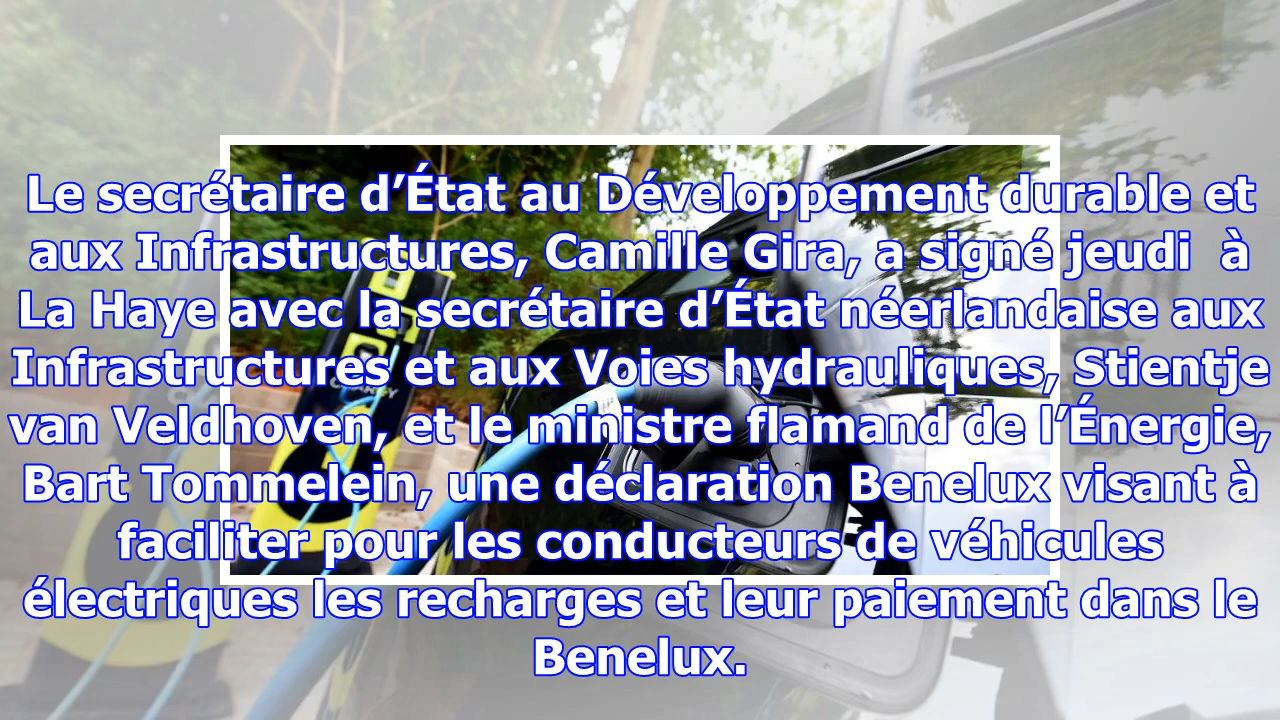 Le secrétaire d’État au Développement durable et
aux Infrastructures, Camille Gira, a signé jeudi  à
La Haye avec la secrétaire d’État néerlandaise aux
Infrastructures et aux Voies hydrauliques, Stientje
van Veldhoven, et le ministre flamand de l’Énergie,
Bart Tommelein, une déclaration Benelux visant à
faciliter pour les conducteurs de véhicules
électriques les recharges et leur paiement dans le
Benelux.